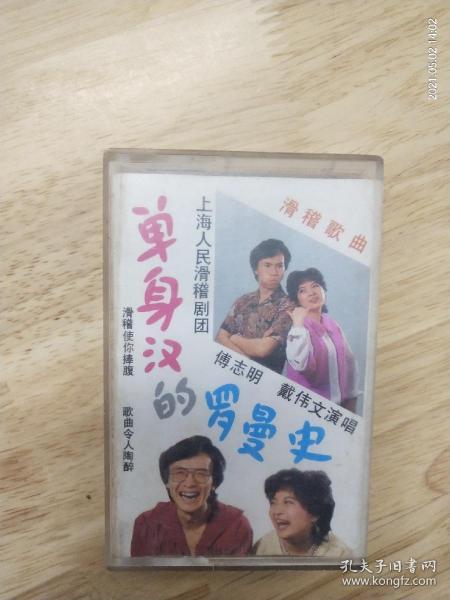 2021.05.02 14:02
滑稽歌曲
上海人民滑稽剧团
单身汉的罗曼史
傅志明
戴伟文演唱
滑稽使你捧腹
歌曲令人陶醉
孔夫子旧书网
www.kongfz.com